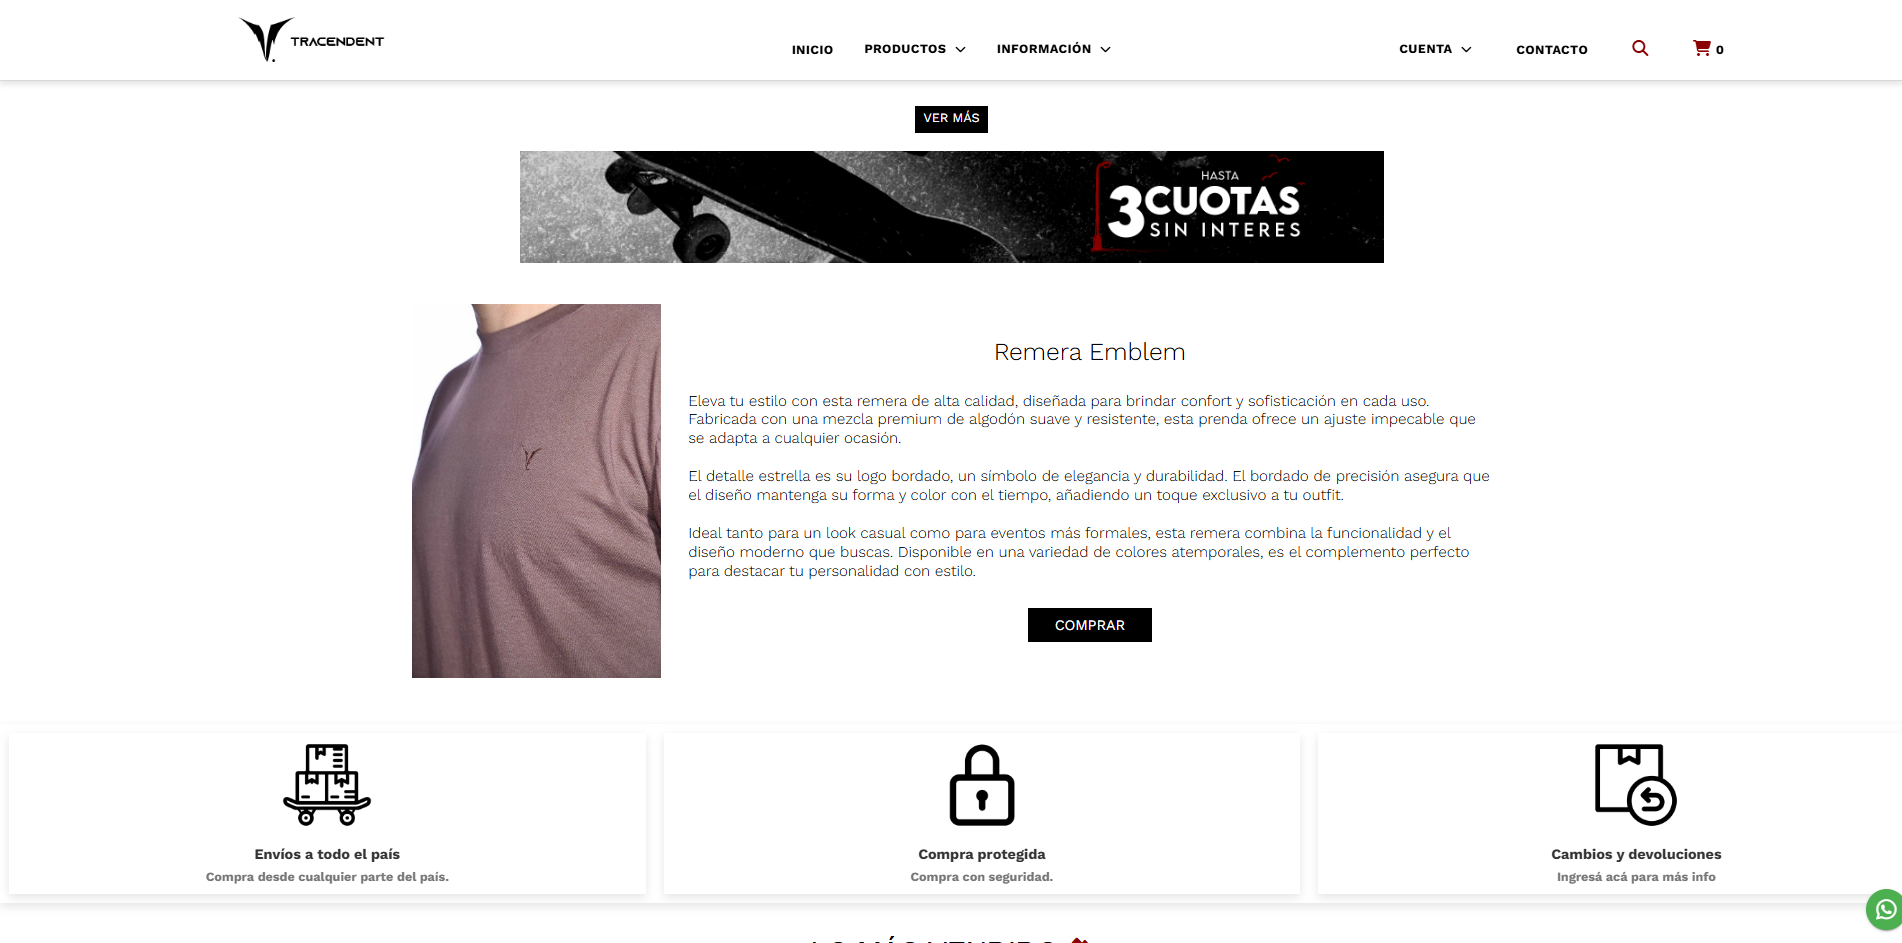 TRACENDENT
INICIO
PRODUCTOS
INFORMACIÓN
CUENTA
CONTACTO
0
VER MÁS
HASTA
3 CUOTAS
SIN INTERES
Remera Emblem
Eleva tu estilo con esta remera de alta calidad, diseñada para brindar confort y sofisticación en cada uso.
Fabricada con una mezcla premium de algodón suave y resistente, esta prenda ofrece un ajuste impecable que
se adapta a cualquier ocasión.
El detalle estrella es su logo bordado, un símbolo de elegancia y durabilidad. El bordado de precisión asegura que
el diseño mantenga su forma y color con el tiempo, añadiendo un toque exclusivo a tu outfit.
Ideal tanto para un look casual como para eventos más formales, esta remera combina la funcionalidad y el
diseño moderno que buscas. Disponible en una variedad de colores atemporales, es el complemento perfecto
para destacar tu personalidad con estilo.
COMPRAR
Envíos a todo el país
Compra desde cualquier parte del país.
Compra protegida
Compra con seguridad.
Cambios y devoluciones
Ingresá acá para más info
LO MÁS VENDIDO